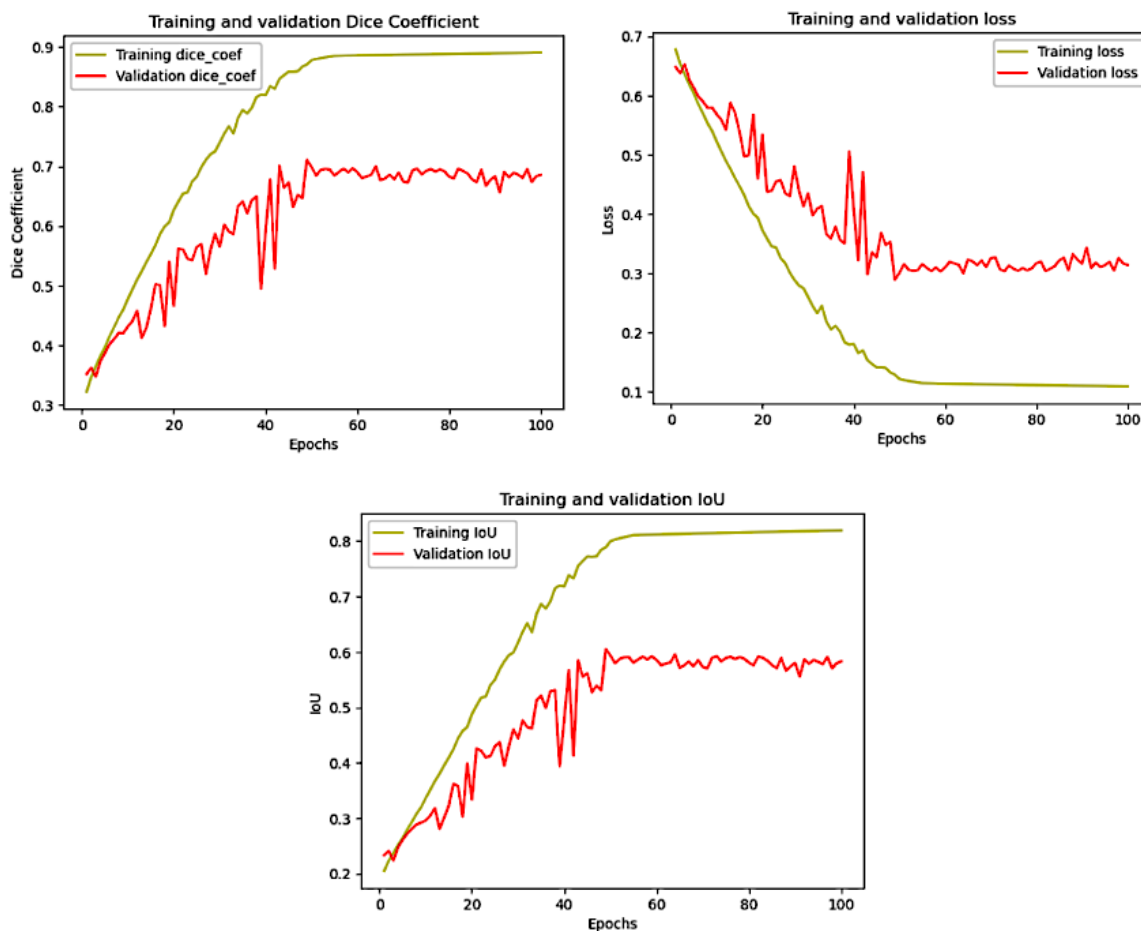 Training and validation Dice Coefficient
Training dice_coef
Validation dice_coef
Dice Coefficient
0.9
0.8
0.7
0.6
0.5
0.4
0.3
0 20 40 60 80 100
Epochs
Training and validation loss
Training loss
Validation loss
Loss
0.7
0.6
0.5
0.4
0.3
0.2
0.1
0 20 40 60 80 100
Epochs
Training and validation IoU
Training IoU
Validation IoU
IoU
0.8
0.7
0.6
0.5
0.4
0.3
0.2
0 20 40 60 80 100
Epochs